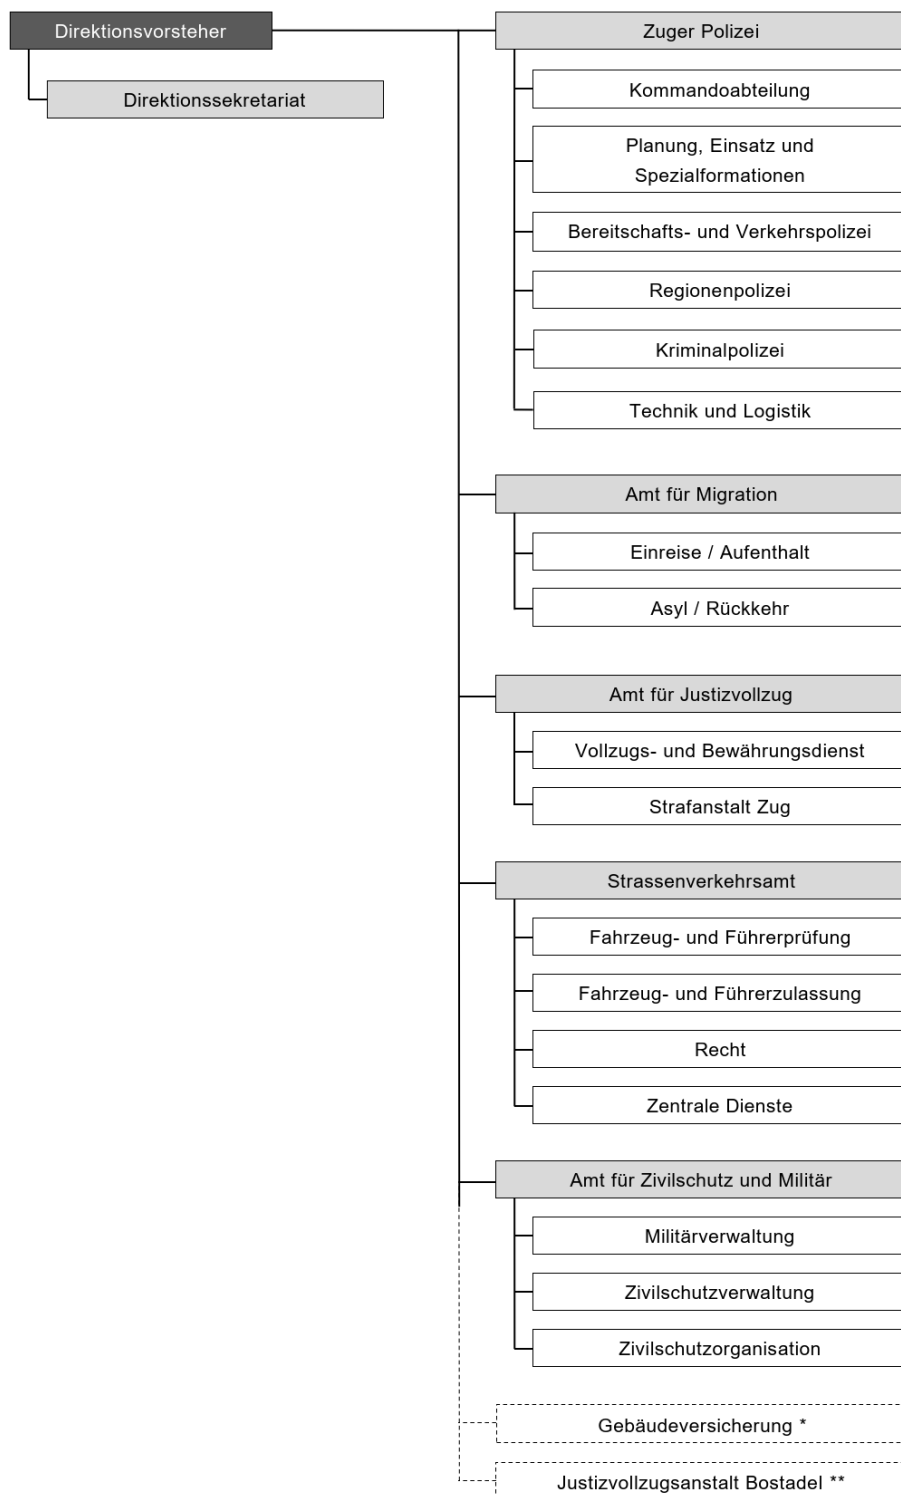 Direktionsvorsteher
Direktionssekretariat
Zuger Polizei
Kommandoabteilung
Planung, Einsatz und
Spezialformationen
Bereitschafts- und Verkehrspolizei
Regionenpolizei
Kriminalpolizei
Technik und Logistik
Amt für Migration
Einreise / Aufenthalt
Asyl / Rückkehr
Amt für Justizvollzug
Vollzugs- und Bewährungsdienst
Strafanstalt Zug
Strassenverkehrsamt
Fahrzeug- und Führerprüfung
Fahrzeug- und Führerzulassung
Recht
Zentrale Dienste
Amt für Zivilschutz und Militär
Militärverwaltung
Zivilschutzverwaltung
Zivilschutzorganisation
Gebäudeversicherung *
Justizvollzugsanstalt Bostadel **